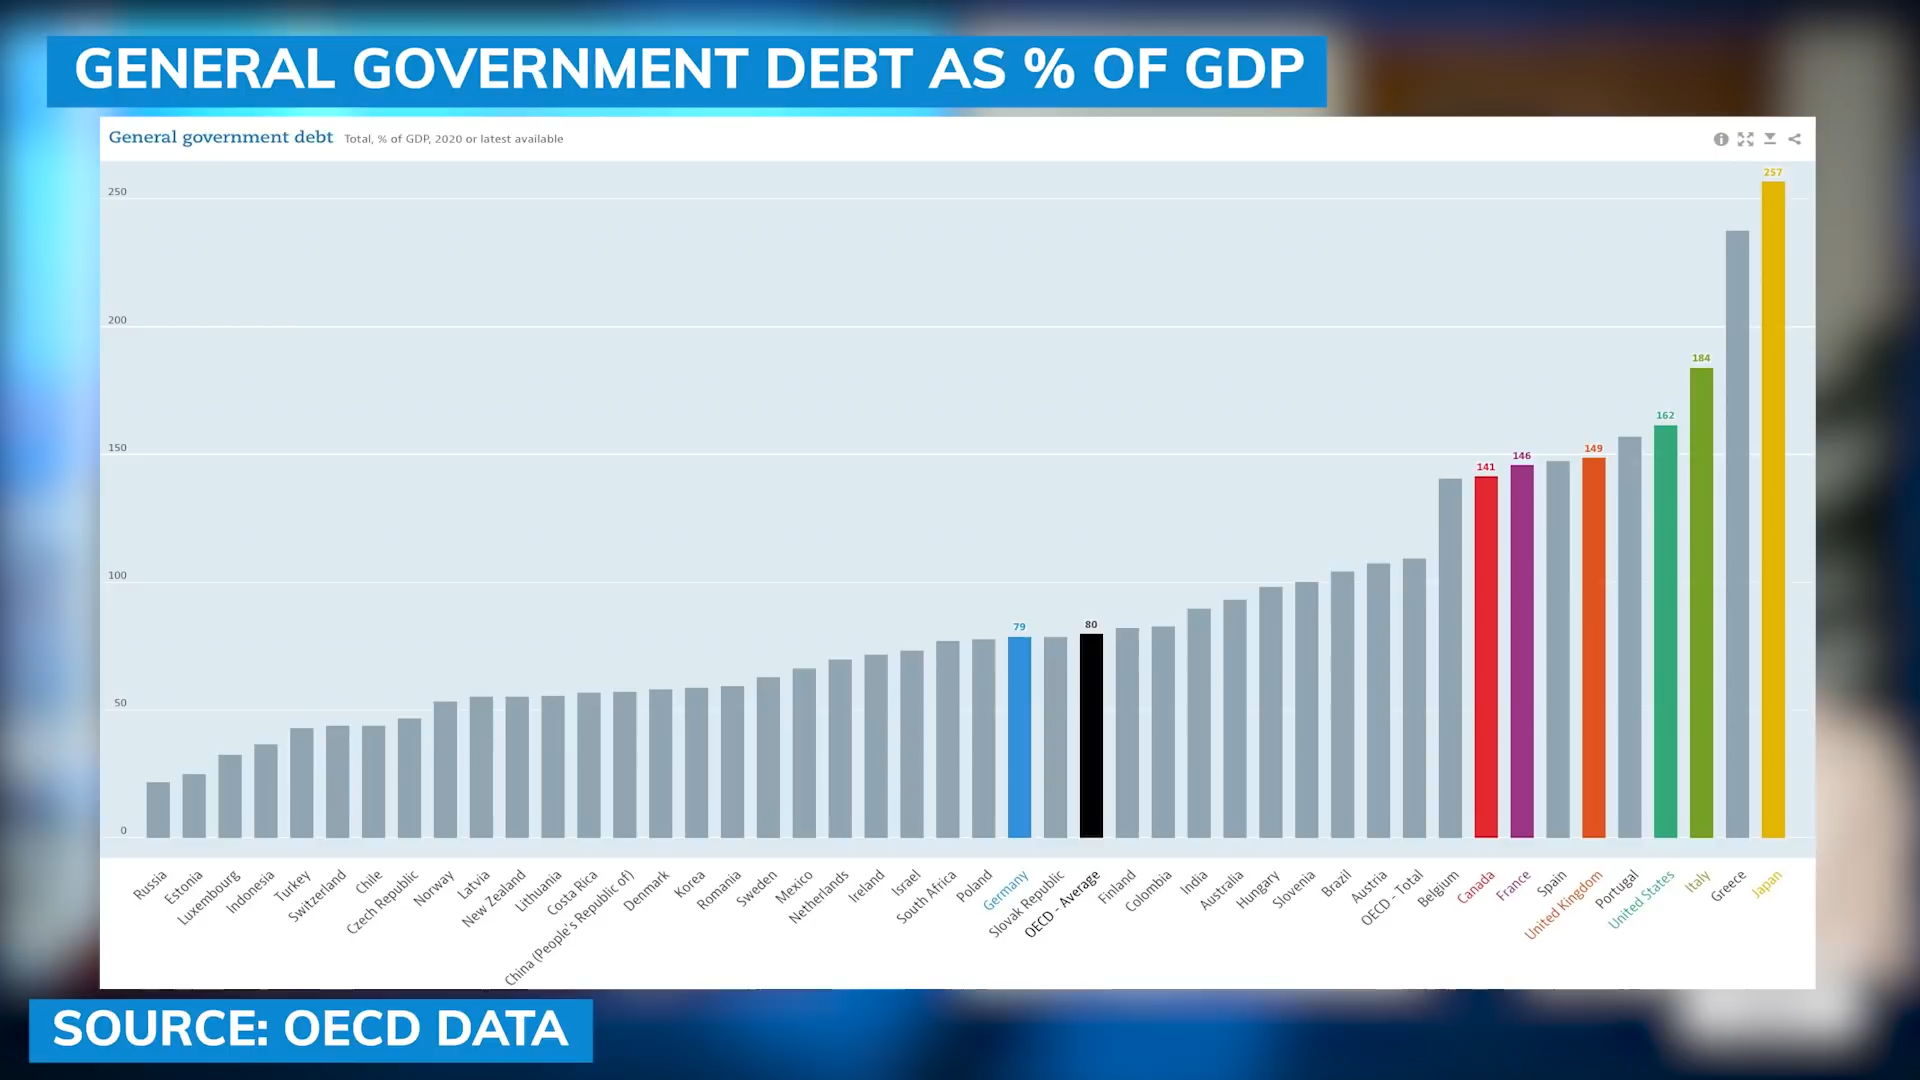 GENERAL GOVERNMENT DEBT AS % OF GDP
General government debt Total, % of GDP, 2020 or latest available
250
200
150
100
50
0
79
80
141
146
149
162
184
257
Russia
Estonia
Luxembourg
Indonesia
Turkey
Switzerland
Chile
Czech Republic
Norway
Latvia
New Zealand
Lithuania
Costa Rica
China (People's Republic of)
Denmark
Korea
Romania
Sweden
Mexico
Netherlands
Ireland
Israel
South Africa
Poland
Germany
Slovak Republic
OECD - Average
Finland
Colombia
India
Australia
Hungary
Slovenia
Brazil
Austria
OECD - Total
Belgium
Canada
France
Spain
United Kingdom
Portugal
United States
Italy
Greece
Japan
SOURCE: OECD DATA